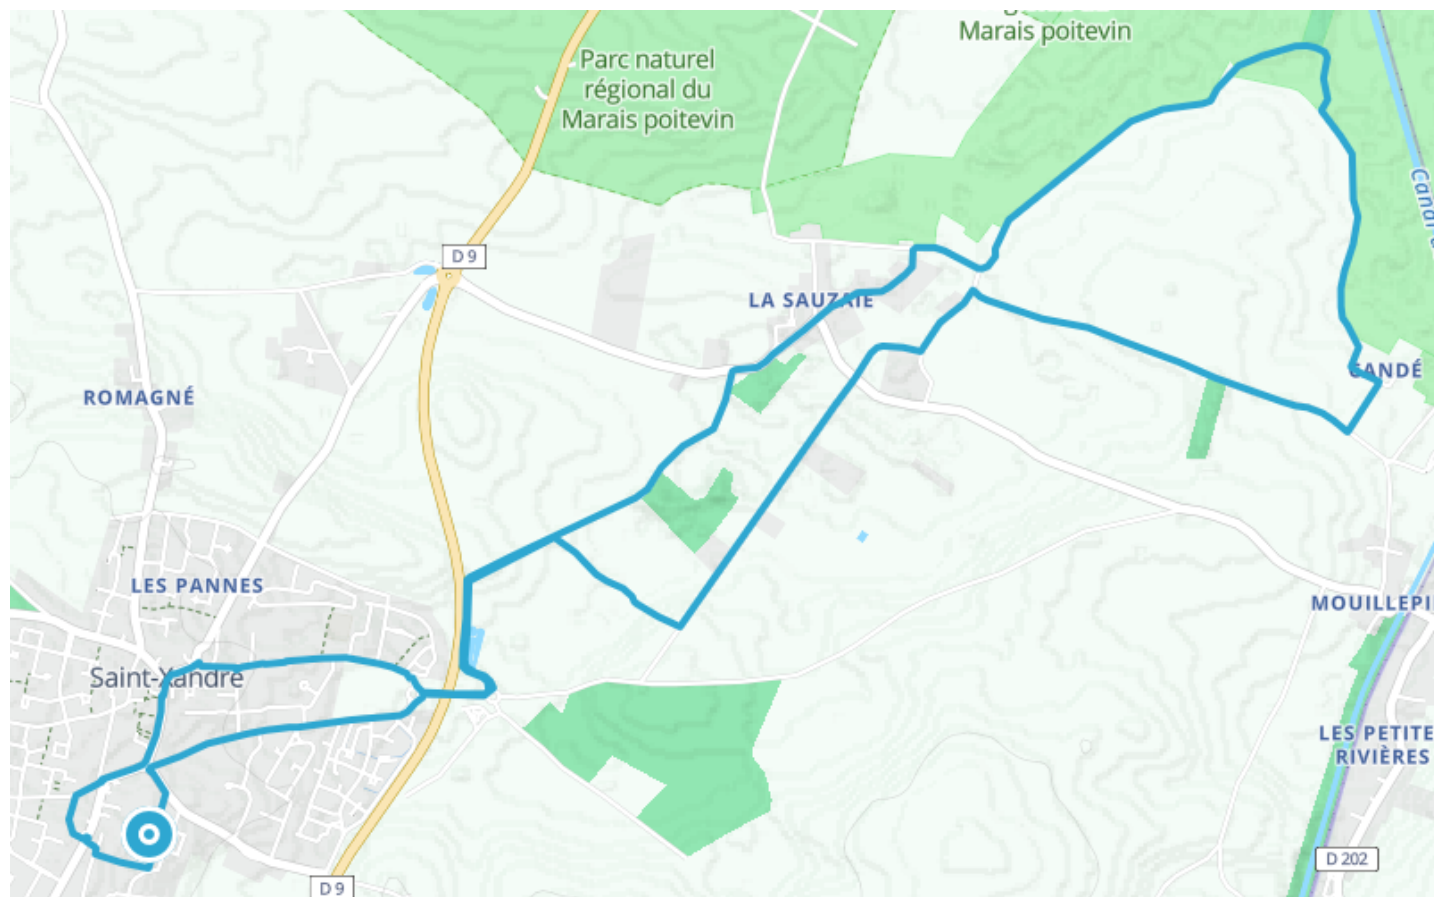 Marais poitevin
Parc naturel
régional du
Marais poitevin
D 9
LA SAUZAIE
CANDÉ
ROMAGNÉ
LES PANNES
MOUILLEPI
Saint-Xandre
LES PETITE
RIVIÈRES
D 202
D 9